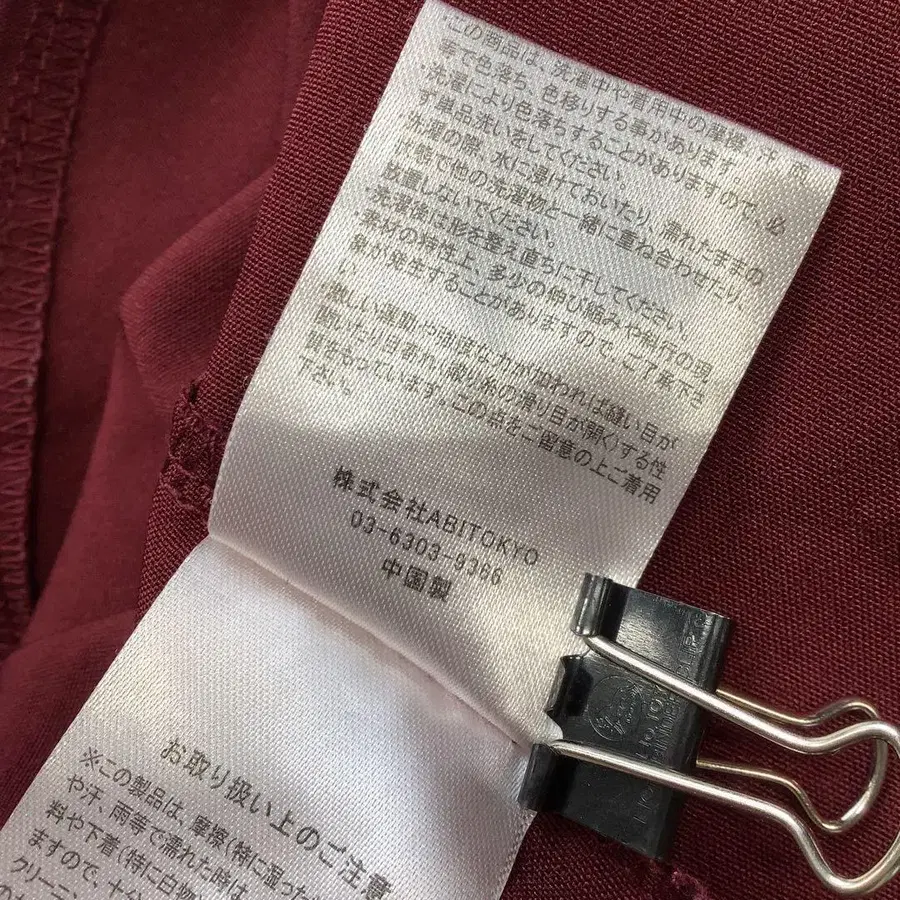 ・この商品は、洗濯中や着用中の摩擦、汗
等で色落ち、色移りする事があります
・洗濯により色落ちすることがありますので、必
ず単品洗いをしてください。
洗濯の際、水に浸けておいたり、濡れたままの
状態で他の洗濯物と一緒に重ね合わせたり、
放置しないでください。
・洗濯後は形を整え直ちに干してください。
・素材の特性上、多少の伸び縮みや斜行の現
象が発生することがありますので、ご了承下さ
い
激しい運動や強度な力が加われば縫い目が
開いたり目寄れ(取り糸の滑り目が開く)する性
質をもっています。この点をご留意の上ご着用
下さい。
株式会社ABITOKYO
03-6303-9366
中国製
お取り扱い上のご注意
※この製品は、摩擦(特に湿った
や汗、雨等で濡れた時は
料や下着(特に白物)
ますので、十分
クリーニン